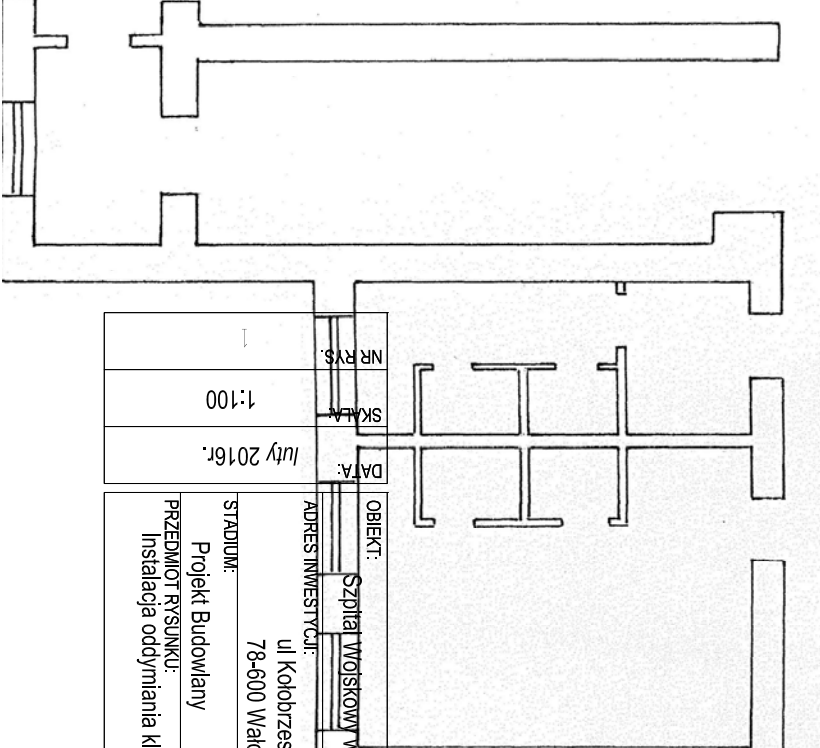 NR RYS.
1
SKALA:
1:100
DATA:
luty 2016r.
OBIEKT:
Szpital Wojskowy w
ADRES INWESTYCJI:
ul Kołobrzes
78-600 Wałc
STADIUM:
Projekt Budowlany
PRZEDMIOT RYSUNKU:
Instalacja oddymiania kl